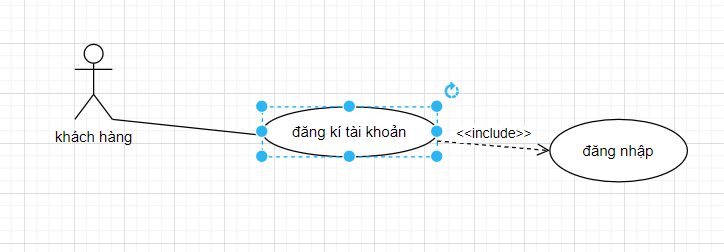 khách hàng
đăng kí tài khoản
<<include>>
đăng nhập